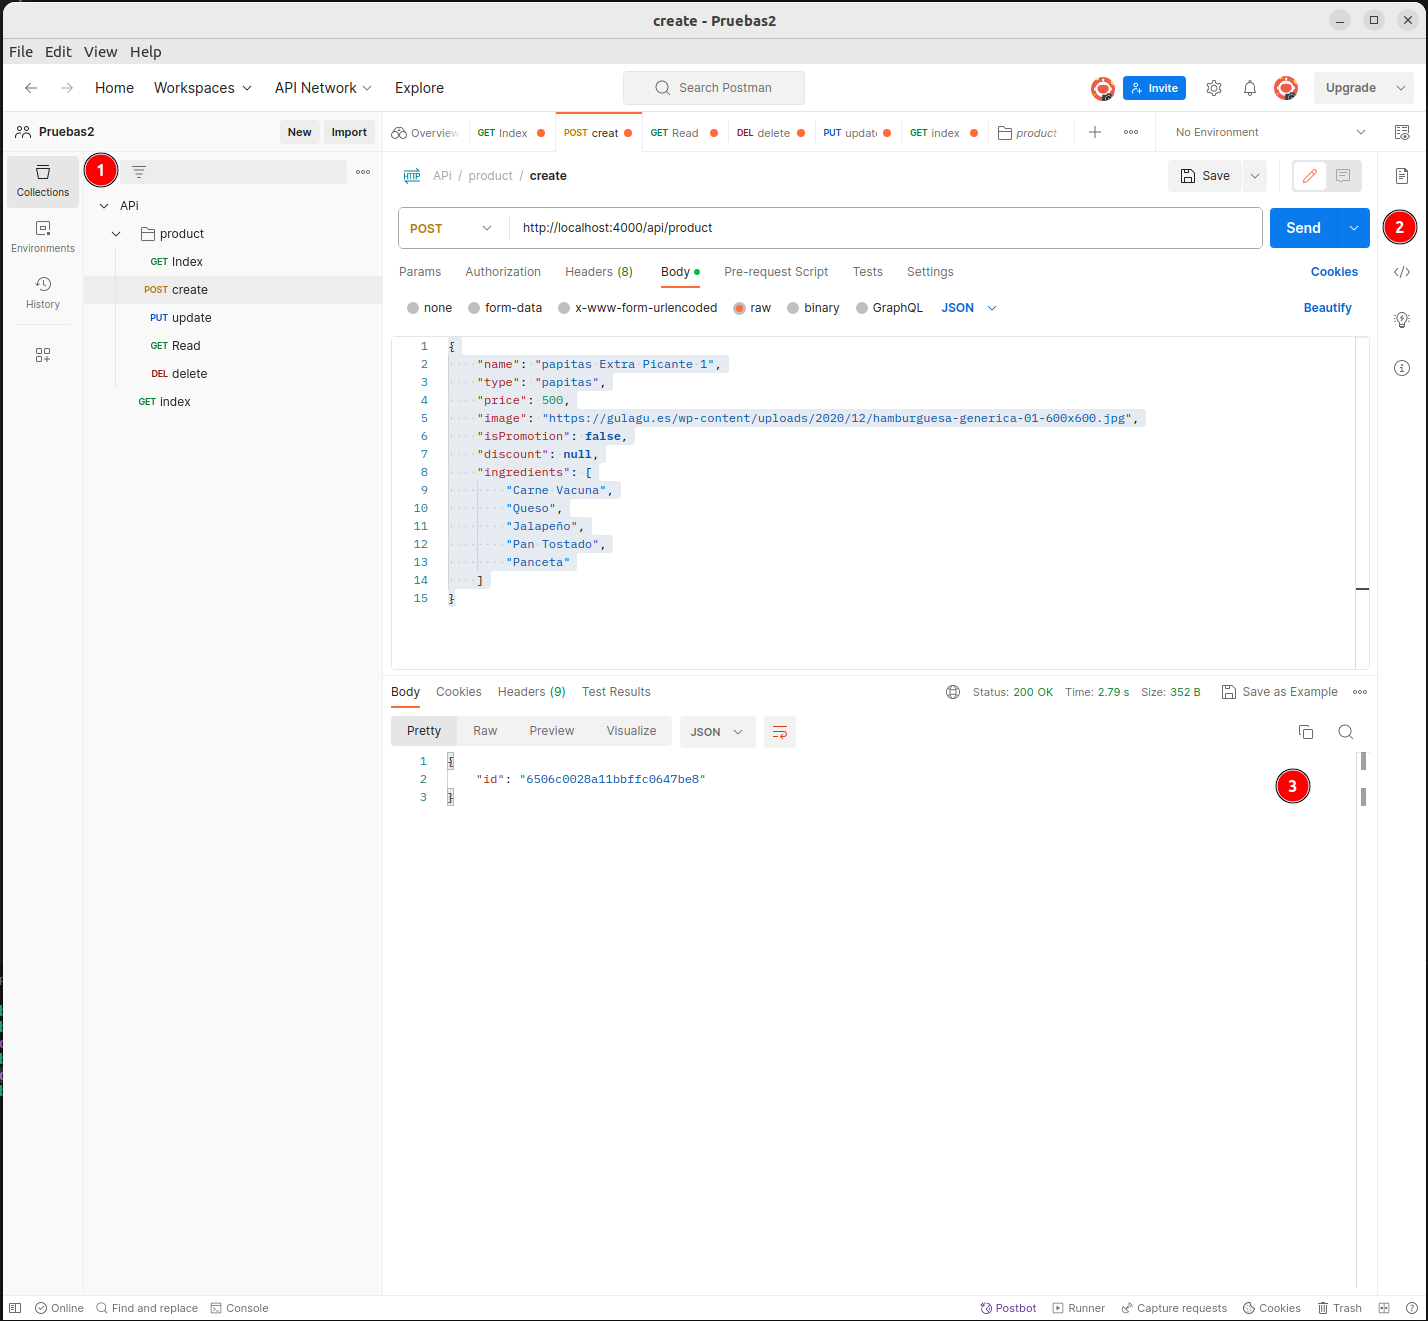 create - Pruebas2
File Edit View Help
Home Workspaces API Network Explore Search Postman Invite Upgrade
Pruebas2 New Import
Overview GET Index POST creat GET Read DEL delete PUT update GET index product No Environment
Collections
Environments
History
1
APi
product
GET Index
POST create
PUT update
GET Read
DEL delete
GET index
HTTP APi / product / create Save
POST http://localhost:4000/api/product Send
2
Params Authorization Headers (8) Body Pre-request Script Tests Settings Cookies
none form-data x-www-form-urlencoded raw binary GraphQL JSON Beautify
1 {
2 "name": "papitas Extra Picante 1",
3 "type": "papitas",
4 "price": 500,
5 "image": "https://gulagu.es/wp-content/uploads/2020/12/hamburguesa-generica-01-600x600.jpg",
6 "isPromotion": false,
7 "discount": null,
8 "ingredients": [
9 "Carne Vacuna",
10 "Queso",
11 "Jalapeño",
12 "Pan Tostado",
13 "Panceta"
14 ]
15 }
Body Cookies Headers (9) Test Results Status: 200 OK Time: 2.79 s Size: 352 B Save as Example
Pretty Raw Preview Visualize JSON
1 {
2 "id": "6506c0028a11bbffc0647be8"
3 }
3
Online Find and replace Console Postbot Runner Capture requests Cookies Trash